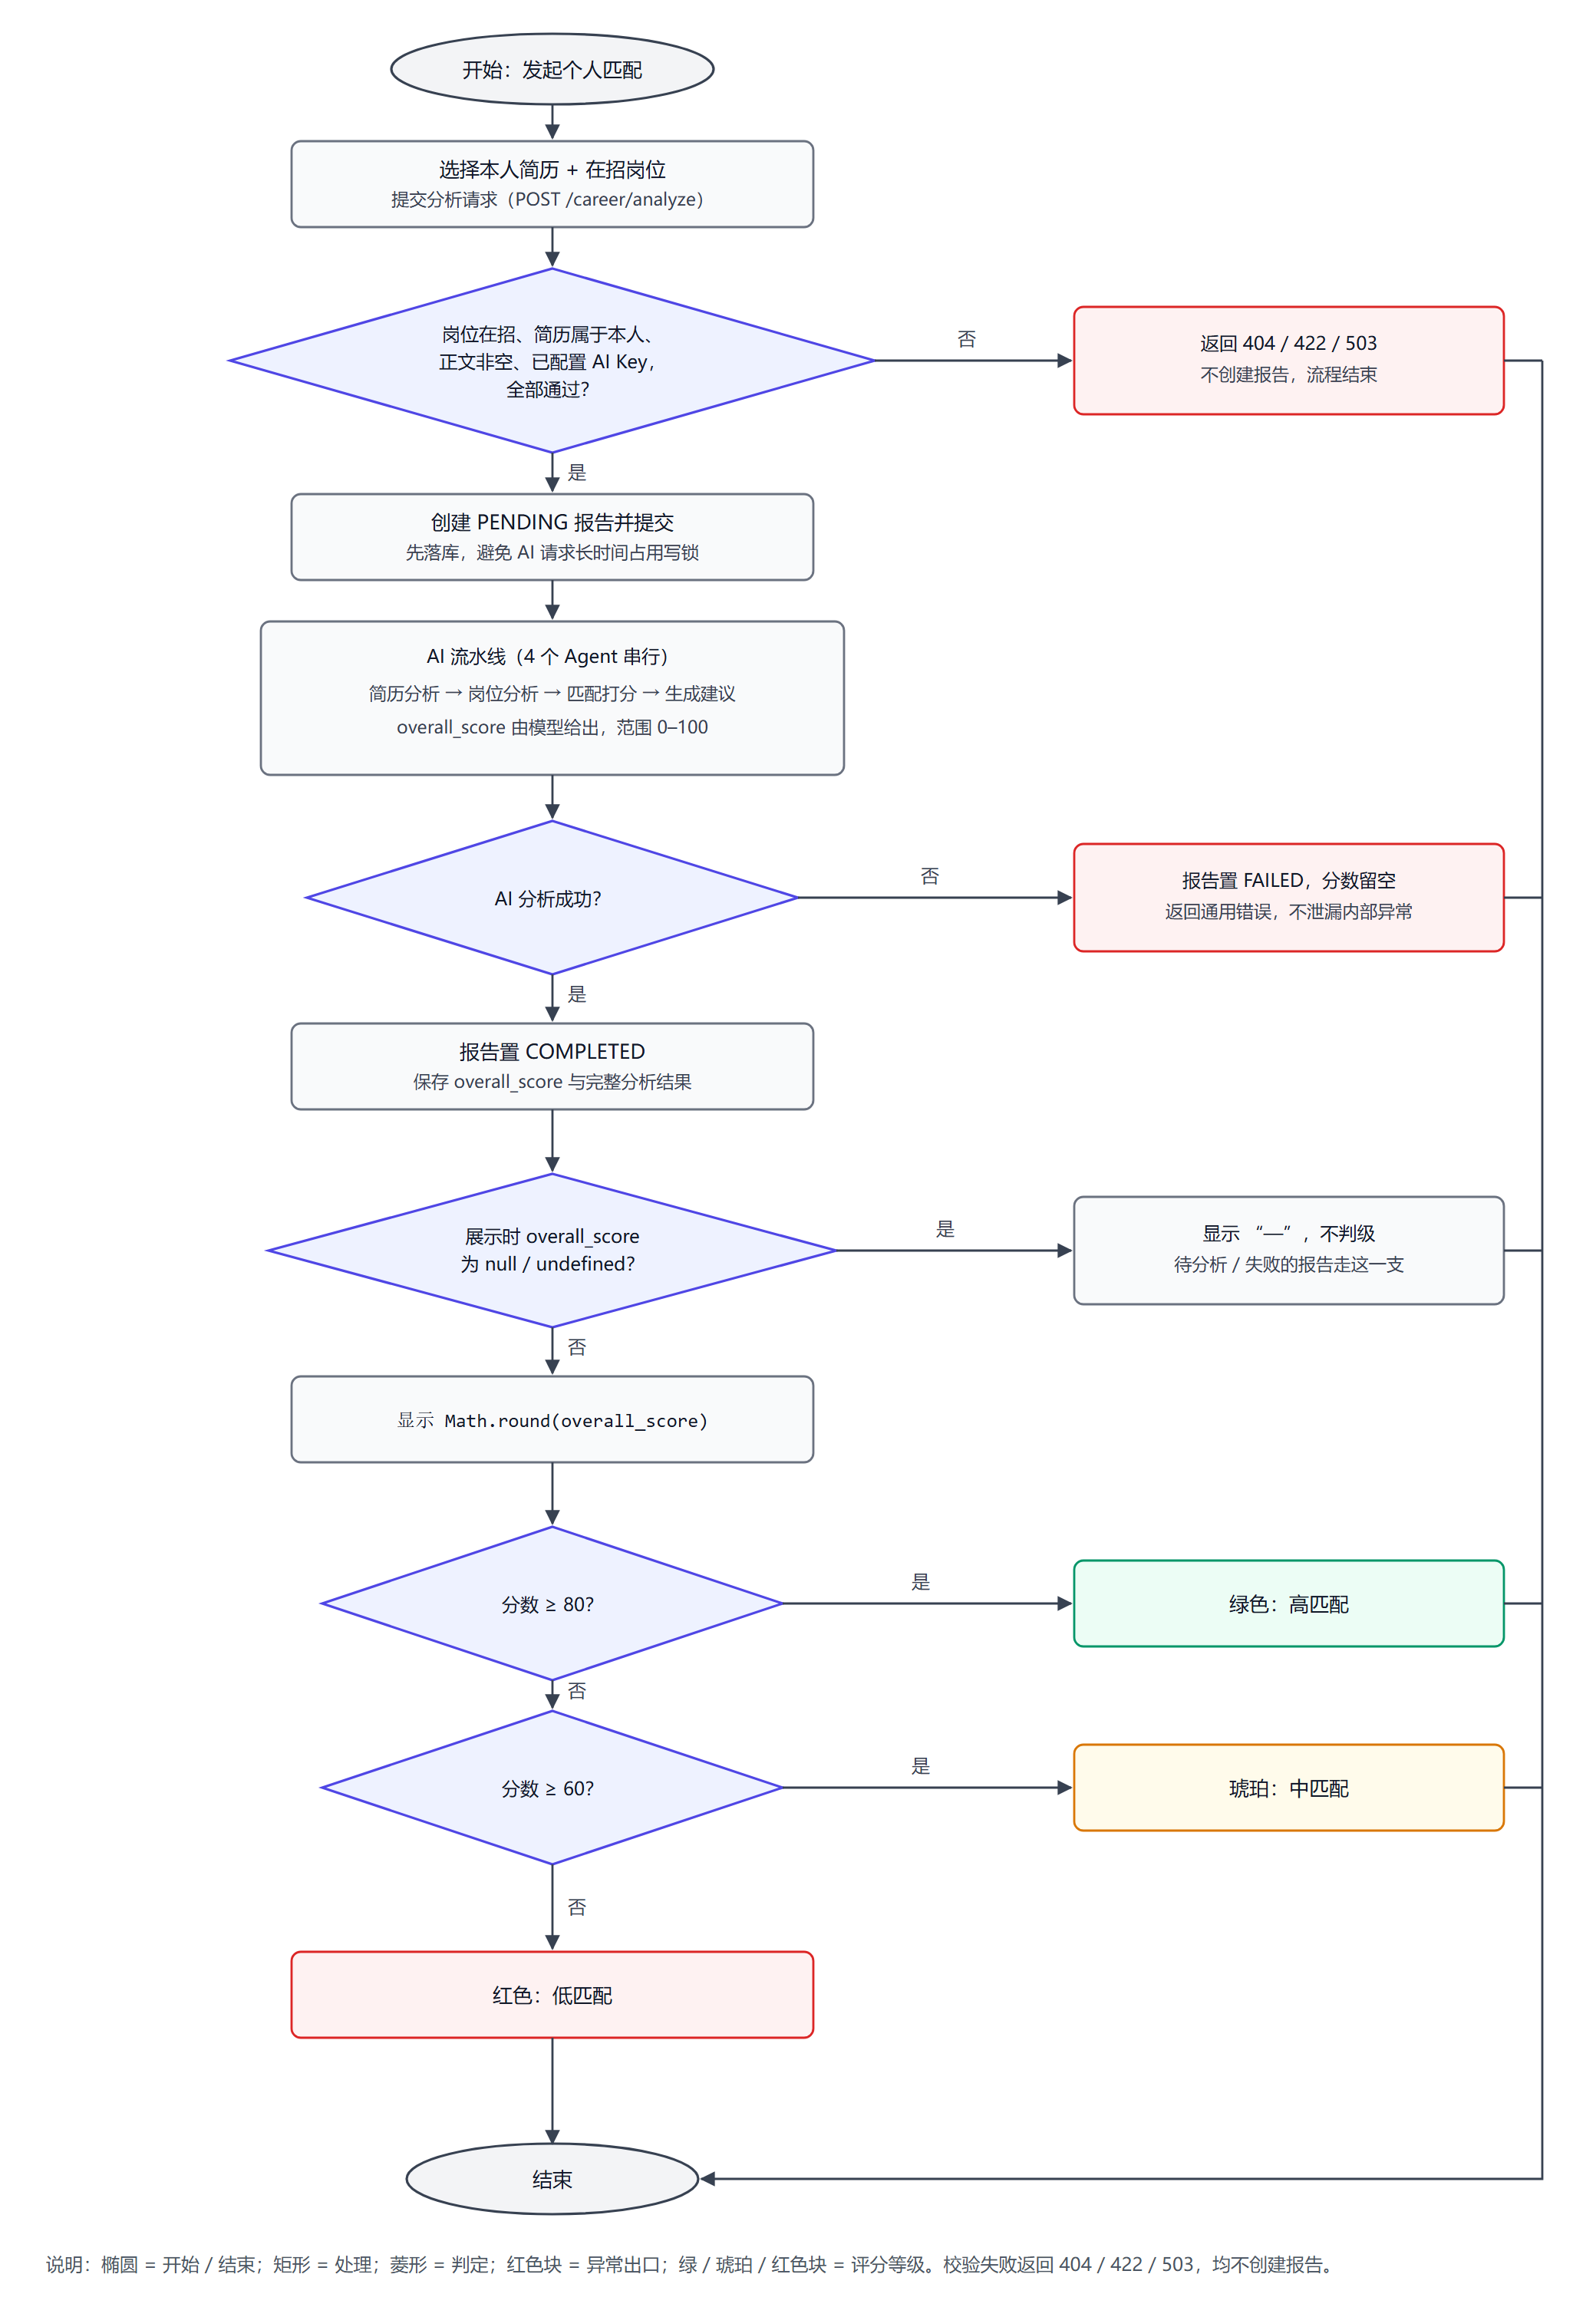 开始：发起个人匹配
选择本人简历 + 在招岗位
提交分析请求（POST /career/analyze）
岗位在招、简历属于本人、
正文非空、已配置 AI Key，
全部通过？
否
返回 404 / 422 / 503
不创建报告，流程结束
是
创建 PENDING 报告并提交
先落库，避免 AI 请求长时间占用写锁
AI 流水线（4 个 Agent 串行）
简历分析 → 岗位分析 → 匹配打分 → 生成建议
overall_score 由模型给出，范围 0–100
AI 分析成功？
否
报告置 FAILED，分数留空
返回通用错误，不泄漏内部异常
是
报告置 COMPLETED
保存 overall_score 与完整分析结果
展示时 overall_score
为 null / undefined？
是
显示 “—”，不判级
待分析 / 失败的报告走这一支
否
显示 Math.round(overall_score)
分数 ≥ 80？
是
绿色：高匹配
否
分数 ≥ 60？
是
琥珀：中匹配
否
红色：低匹配
结束
说明：椭圆 = 开始 / 结束；矩形 = 处理；菱形 = 判定；红色块 = 异常出口；绿 / 琥珀 / 红色块 = 评分等级。校验失败返回 404 / 422 / 503，均不创建报告。